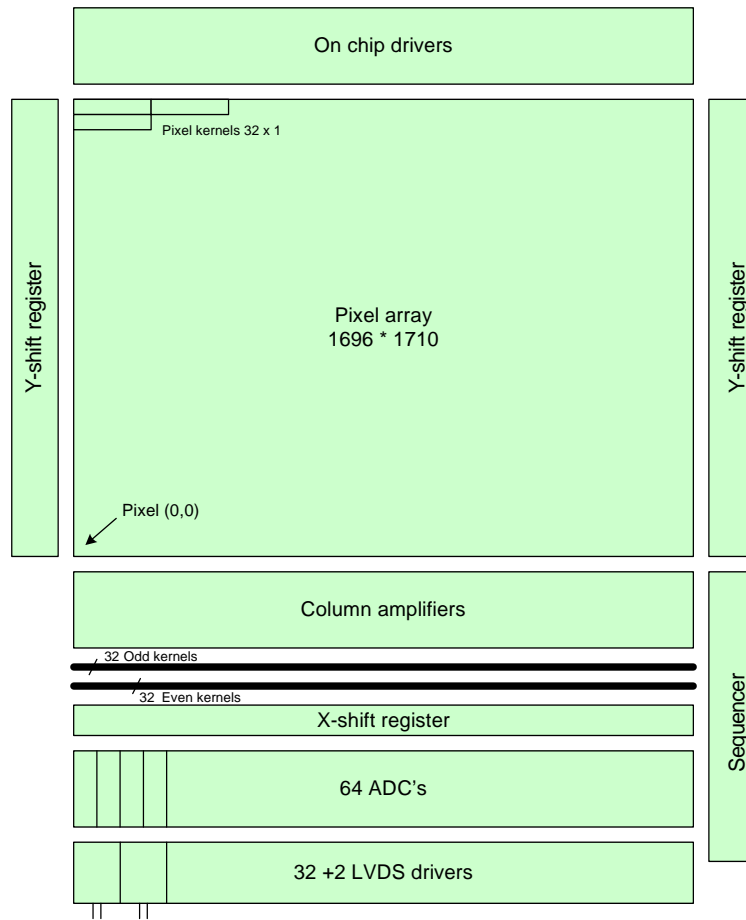 On chip drivers
Pixel kernels 32 x 1
Y-shift register
Y-shift register
Pixel array
1696 * 1710
Pixel (0,0)
Column amplifiers
32 Odd kernels
32 Even kernels
X-shift register
Sequencer
64 ADC's
32 +2 LVDS drivers